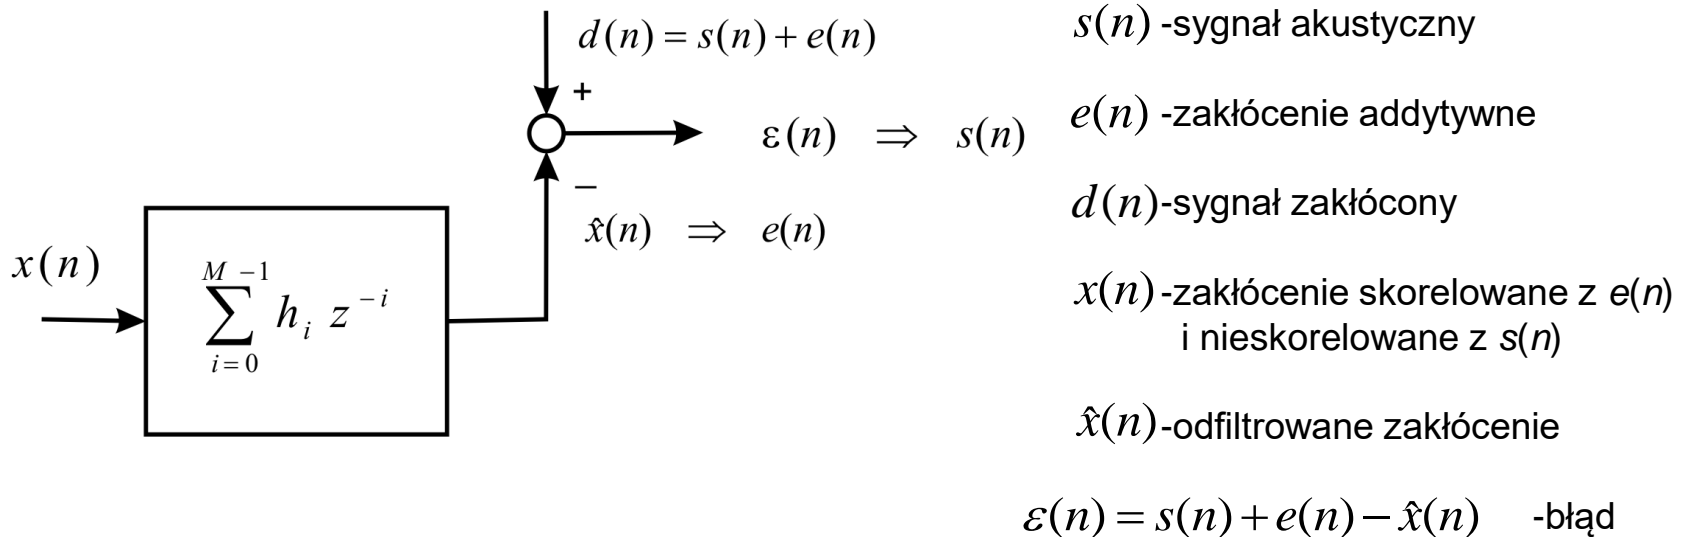 d(n) = s(n) + e(n)
+
ε(n) ⇒ s(n)
−
x̂(n) ⇒ e(n)
x(n)
M −1
∑ h_i z^{−i}
i = 0
s(n) -sygnał akustyczny
e(n) -zakłócenie addytywne
d(n)-sygnał zakłócony
x(n) -zakłócenie skorelowane z e(n)
i nieskorelowane z s(n)
x̂(n)-odfiltrowane zakłócenie
ε(n) = s(n) + e(n) − x̂(n) -błąd